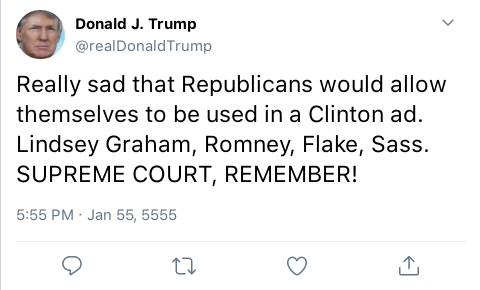 Donald J. Trump
@realDonaldTrump
Really sad that Republicans would allow
themselves to be used in a Clinton ad.
Lindsey Graham, Romney, Flake, Sass.
SUPREME COURT, REMEMBER!
5:55 PM · Jan 55, 5555